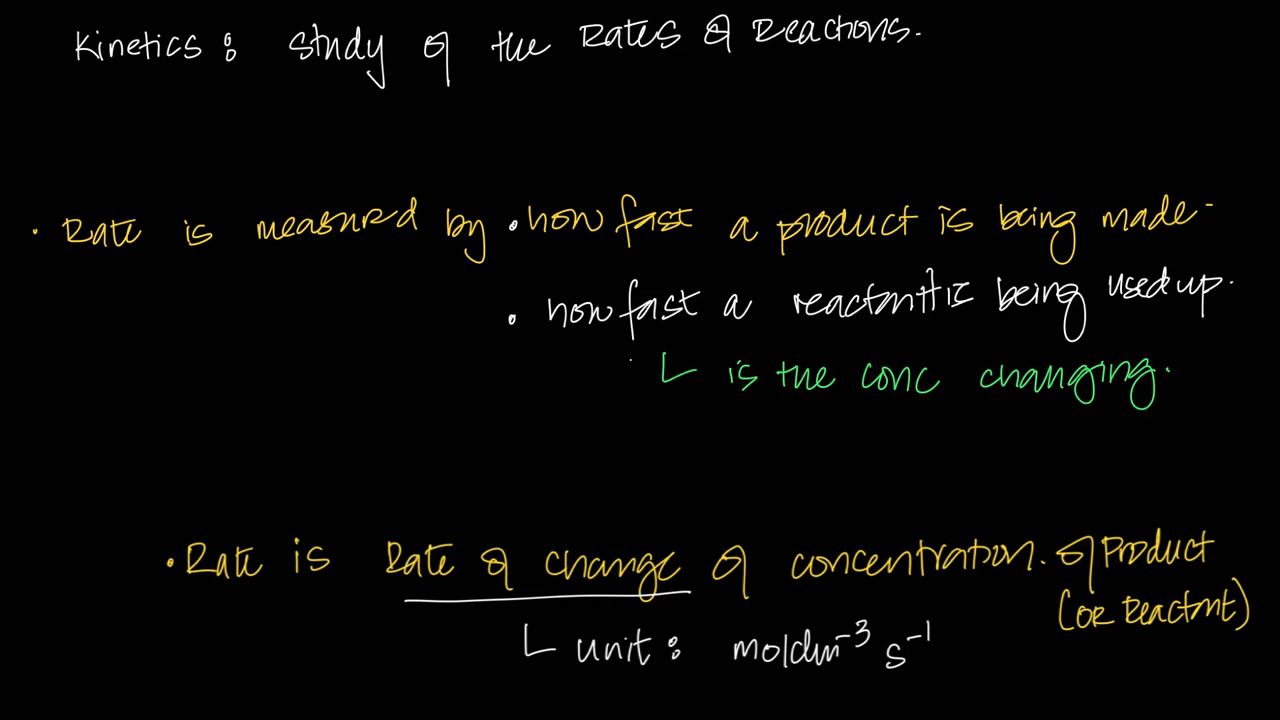 Kinetics: study of the Rates of Reactions.
• Rate is measured by • how fast a product is being made-
• how fast a reactant is being used up.
L is the conc changing.
• Rate is Rate of change of concentration. of Product
(or reactant)
L unit: moldm⁻³ s⁻¹